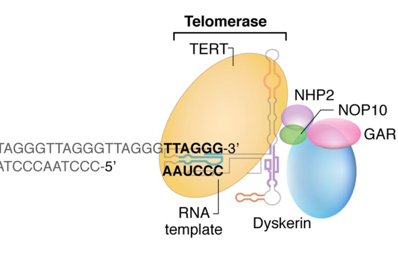 Telomerase
TERT
NHP2
NOP10
GAR
TAGGGTTAGGGTTAGGGTTAGGG-3’
ATCCCAATCCC-5’
AAUCCC
RNA
template
Dyskerin